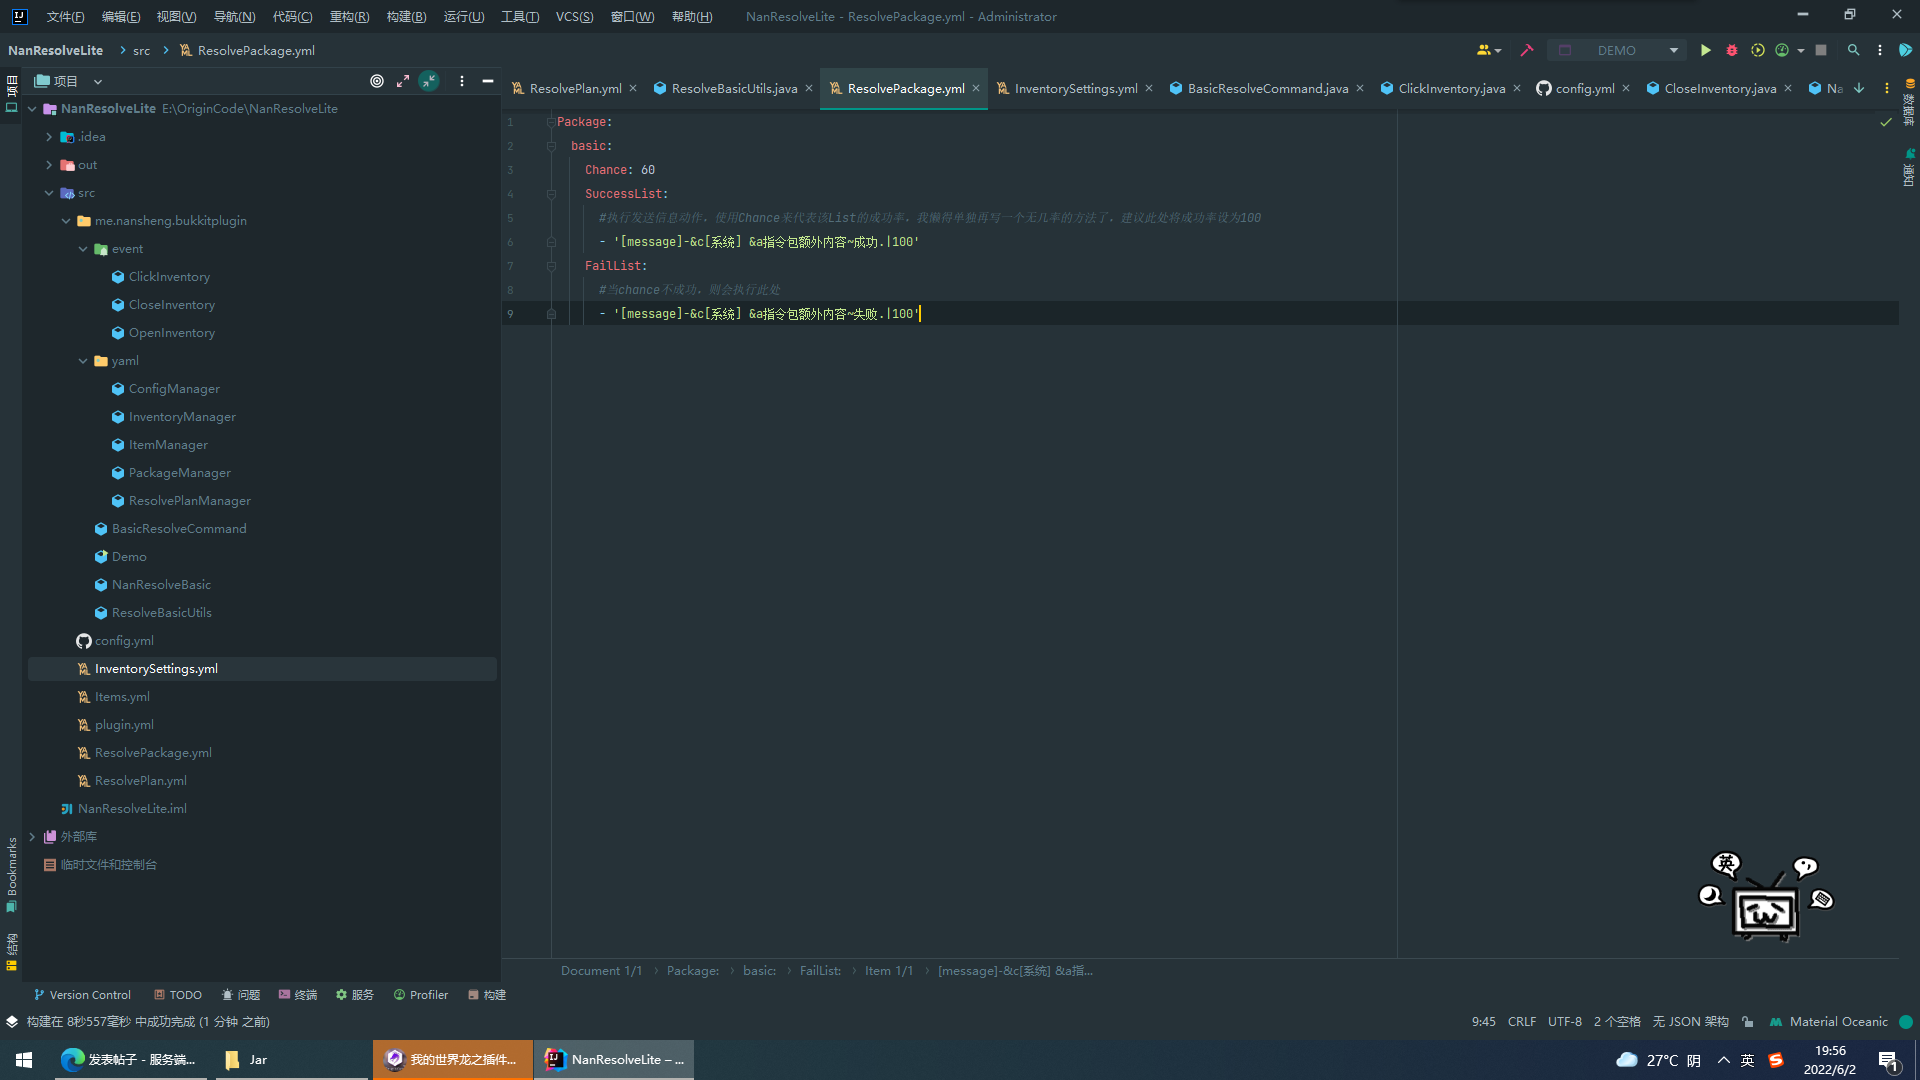 文件(F) 编辑(E) 视图(V) 导航(N) 代码(C) 重构(R) 构建(B) 运行(U) 工具(T) VCS(S) 窗口(W) 帮助(H) NanResolveLite - ResolvePackage.yml - Administrator
NanResolveLite src ResolvePackage.yml DEMO
项目
项目
ResolvePlan.yml ResolveBasicUtils.java ResolvePackage.yml InventorySettings.yml BasicResolveCommand.java ClickInventory.java config.yml CloseInventory.java Na
数据库
通知
NanResolveLite E:\OriginCode\NanResolveLite
.idea
out
src
me.nansheng.bukkitplugin
event
ClickInventory
CloseInventory
OpenInventory
yaml
ConfigManager
InventoryManager
ItemManager
PackageManager
ResolvePlanManager
BasicResolveCommand
Demo
NanResolveBasic
ResolveBasicUtils
config.yml
InventorySettings.yml
Items.yml
plugin.yml
ResolvePackage.yml
ResolvePlan.yml
NanResolveLite.iml
外部库
临时文件和控制台
Bookmarks
结构
1 Package:
2 basic:
3 Chance: 60
4 SuccessList:
5 #执行发送信息动作，使用Chance来代表该List的成功率，我懒得单独再写一个无几率的方法了，建议此处将成功率设为100
6 - '[message]-&c[系统] &a指令包额外内容~成功.|100'
7 FailList:
8 #当chance不成功，则会执行此处
9 - '[message]-&c[系统] &a指令包额外内容~失败.|100'
英
Document 1/1 Package: basic: FailList: Item 1/1 [message]-&c[系统] &a指...
Version Control TODO 问题 终端 服务 Profiler 构建
构建在 8秒557毫秒 中成功完成 (1 分钟 之前) 9:45 CRLF UTF-8 2 个空格 无 JSON 架构 Material Oceanic
发表帖子 - 服务端... Jar 我的世界龙之插件... NanResolveLite – ... 27°C 阴 英 19:56
2022/6/2
1